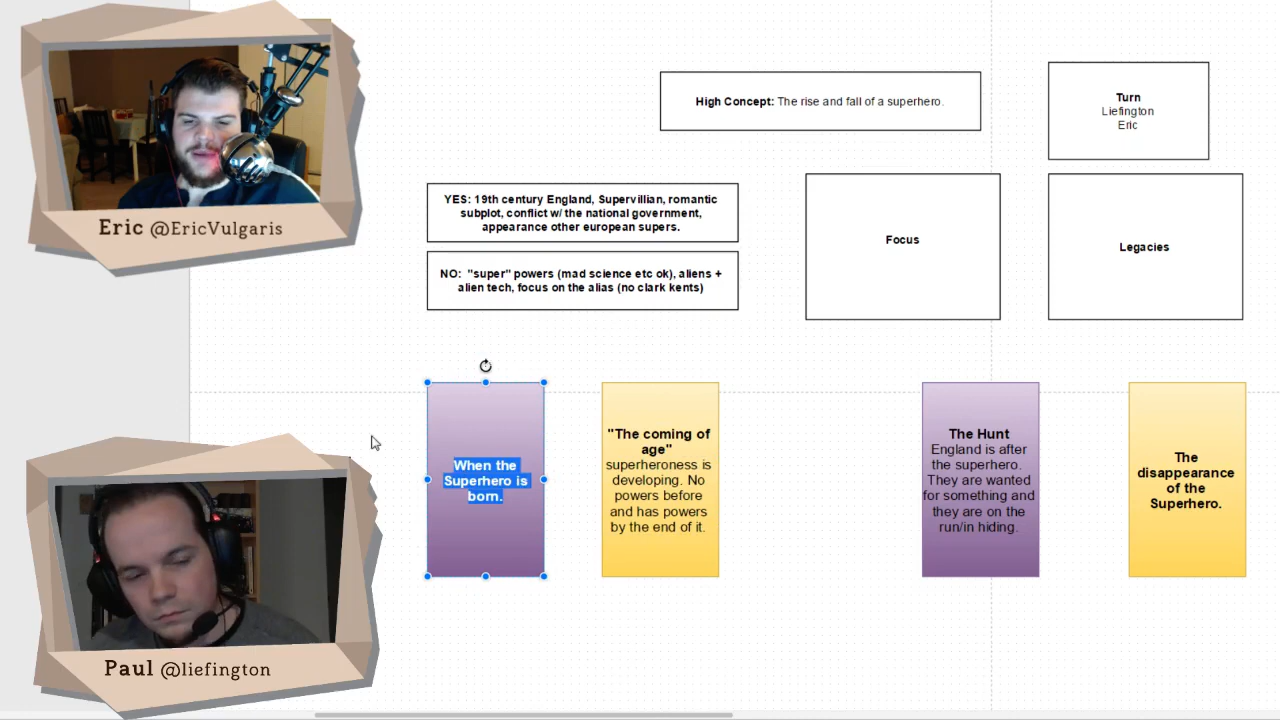 Eric @EricVulgaris
High Concept: The rise and fall of a superhero.
Turn
Liefington
Eric
YES: 19th century England, Supervillian, romantic
subplot, conflict w/ the national government,
appearance other european supers.
NO:  "super" powers (mad science etc ok), aliens +
alien tech, focus on the alias (no clark kents)
Focus
Legacies
When the
Superhero is
born.
"The coming of
age"
superheroness is
developing. No
powers before
and has powers
by the end of it.
The Hunt
England is after
the superhero.
They are wanted
for something and
they are on the
run/in hiding.
The
disappearance
of the
Superhero.
Paul @liefington